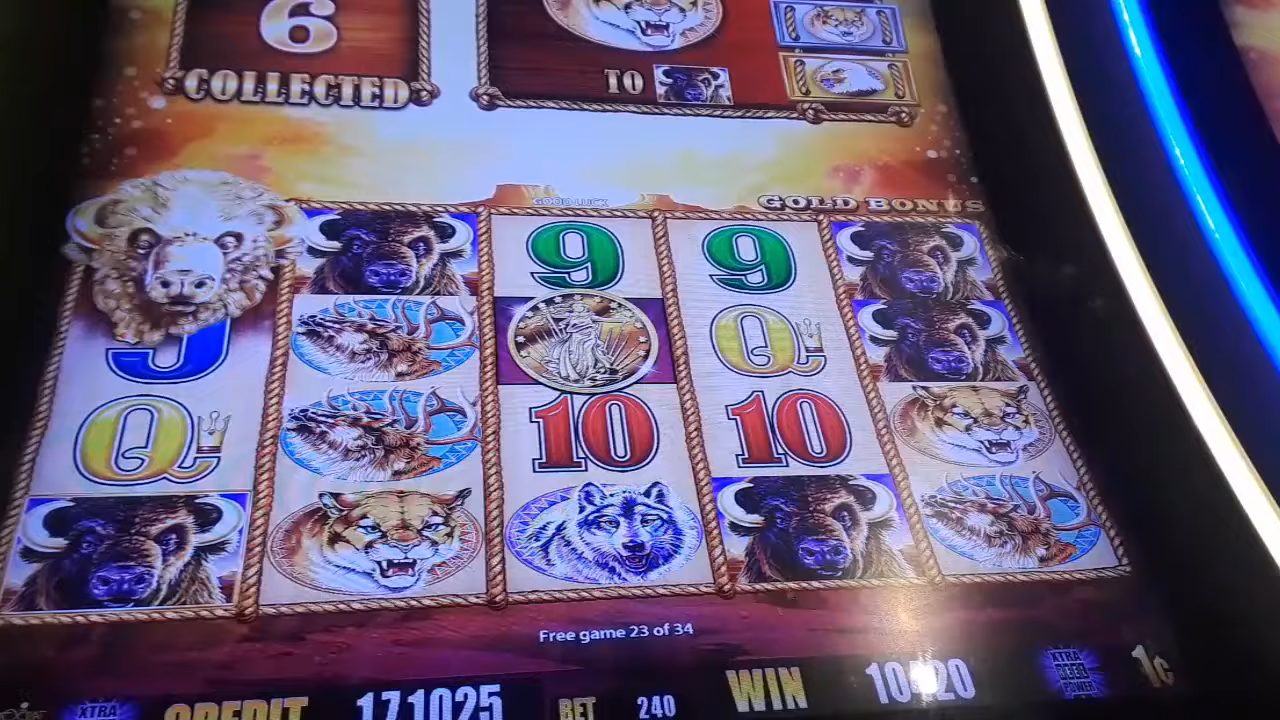 6
COLLECTED
TO
GOOD LUCK
GOLD BONUS
9 9
J Q
10 10
Q
Free game 23 of 34
XTRA
CREDIT 171025 BET 240 WIN
XTRA
REEL
POWER
1¢